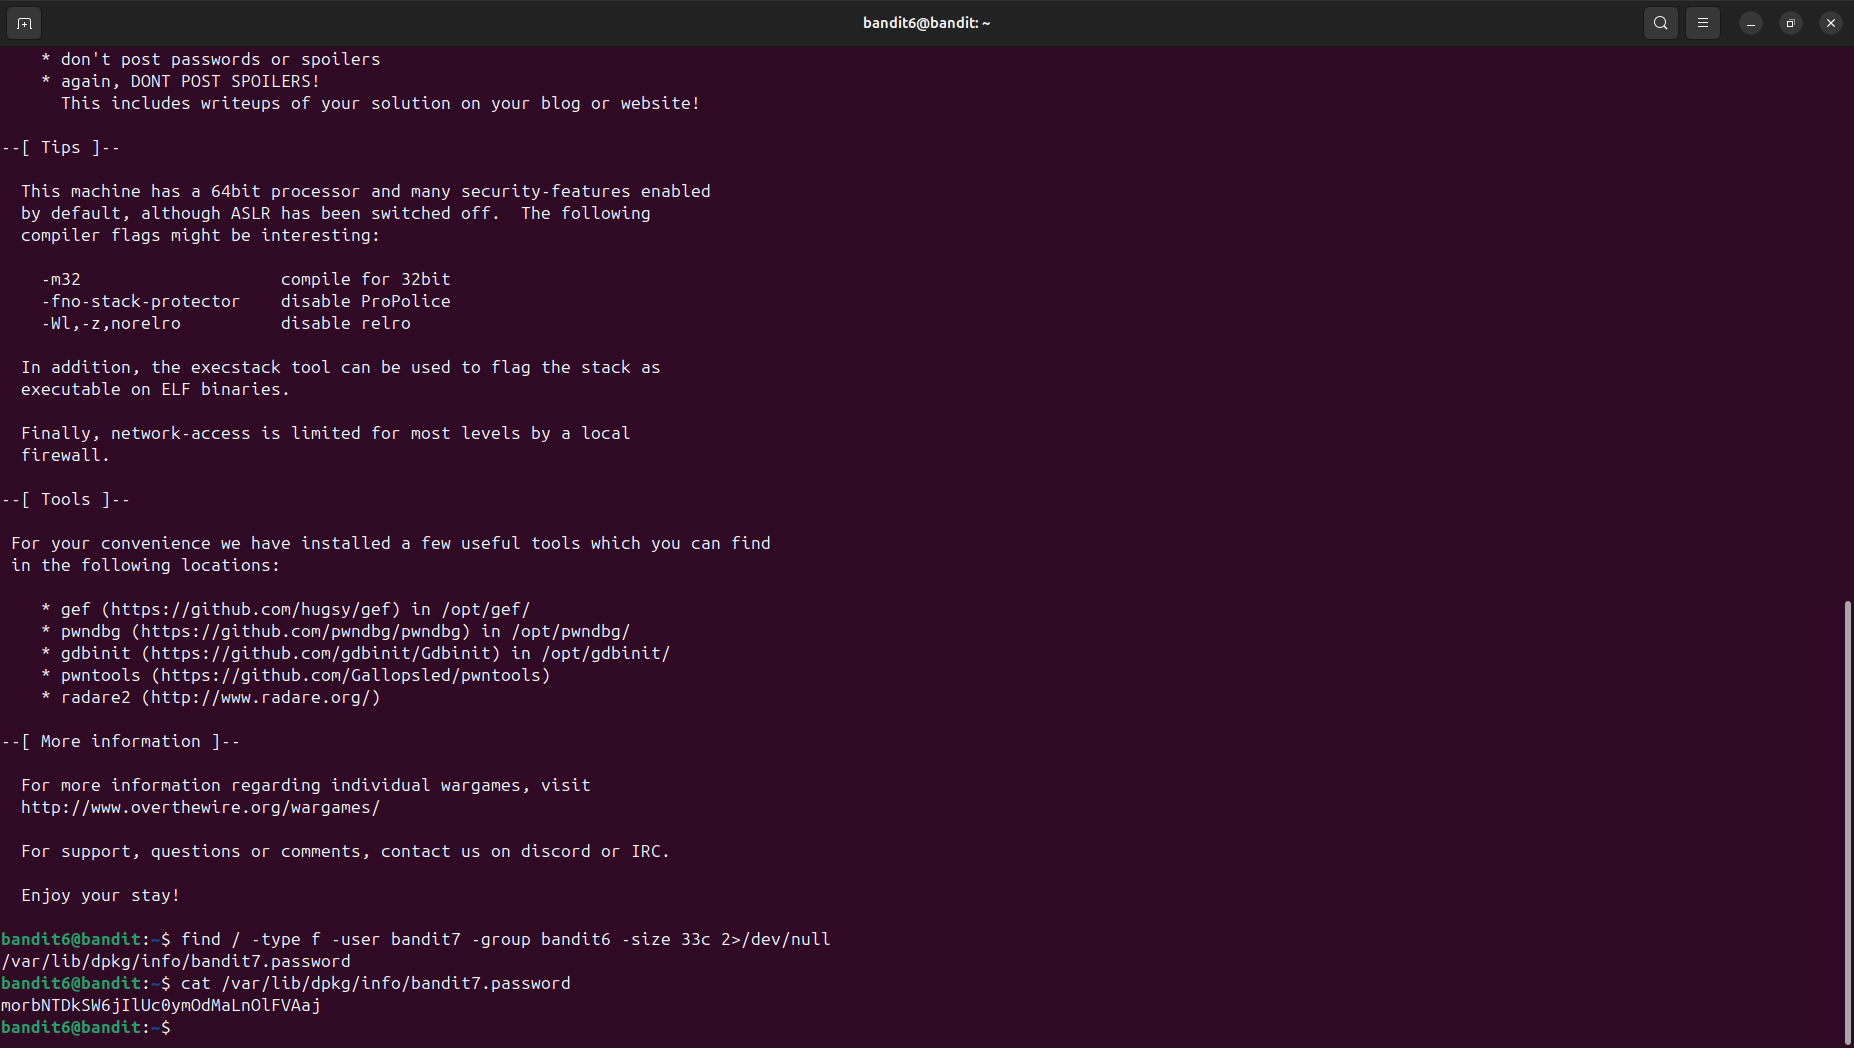 bandit6@bandit: ~
* don't post passwords or spoilers
* again, DONT POST SPOILERS!
This includes writeups of your solution on your blog or website!
--[ Tips ]--
This machine has a 64bit processor and many security-features enabled
by default, although ASLR has been switched off.  The following
compiler flags might be interesting:
-m32                    compile for 32bit
-fno-stack-protector    disable ProPolice
-Wl,-z,norelro          disable relro
In addition, the execstack tool can be used to flag the stack as
executable on ELF binaries.
Finally, network-access is limited for most levels by a local
firewall.
--[ Tools ]--
For your convenience we have installed a few useful tools which you can find
in the following locations:
* gef (https://github.com/hugsy/gef) in /opt/gef/
* pwndbg (https://github.com/pwndbg/pwndbg) in /opt/pwndbg/
* gdbinit (https://github.com/gdbinit/Gdbinit) in /opt/gdbinit/
* pwntools (https://github.com/Gallopsled/pwntools)
* radare2 (http://www.radare.org/)
--[ More information ]--
For more information regarding individual wargames, visit
http://www.overthewire.org/wargames/
For support, questions or comments, contact us on discord or IRC.
Enjoy your stay!
bandit6@bandit:~$ find / -type f -user bandit7 -group bandit6 -size 33c 2>/dev/null
/var/lib/dpkg/info/bandit7.password
bandit6@bandit:~$ cat /var/lib/dpkg/info/bandit7.password
morbNTDkSW6jIlUc0ymOdMaLnOlFVAaj
bandit6@bandit:~$